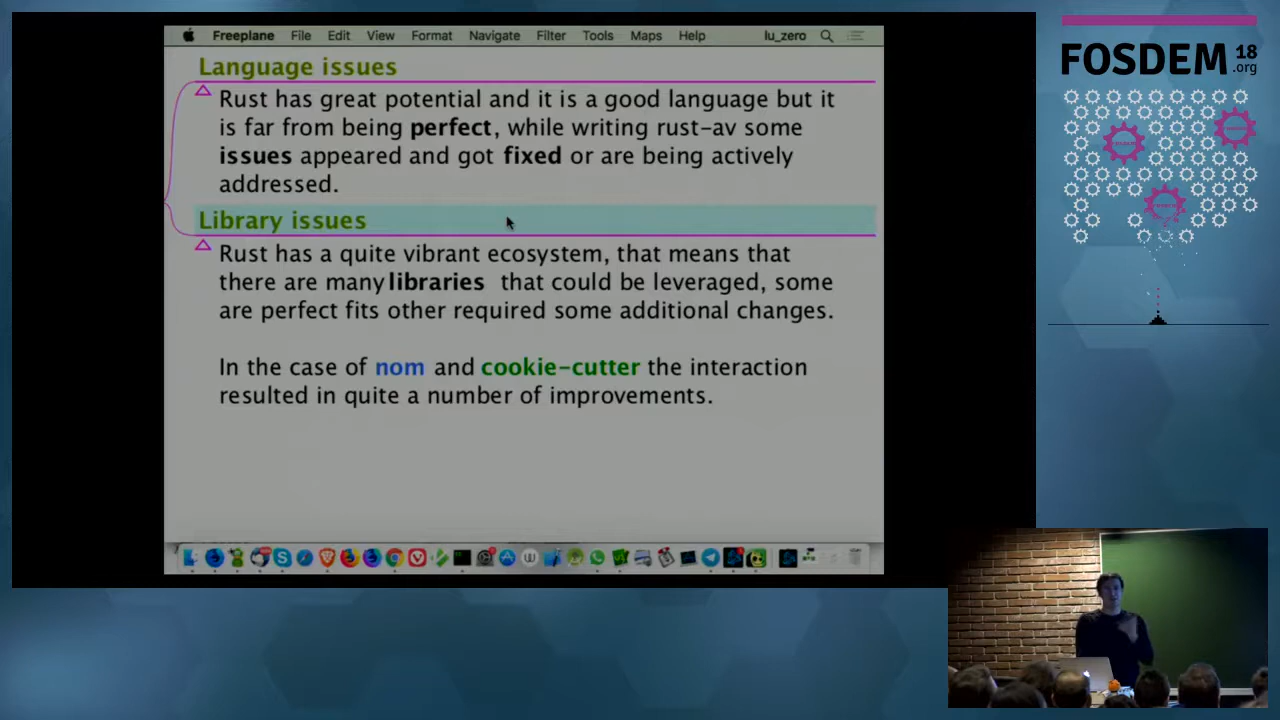 Freeplane File Edit View Format Navigate Filter Tools Maps Help lu_zero
Language issues
Rust has great potential and it is a good language but it
is far from being perfect, while writing rust-av some
issues appeared and got fixed or are being actively
addressed.
Library issues
Rust has a quite vibrant ecosystem, that means that
there are many libraries that could be leveraged, some
are perfect fits other required some additional changes.
In the case of nom and cookie-cutter the interaction
resulted in quite a number of improvements.
FOSDEM 18
.org